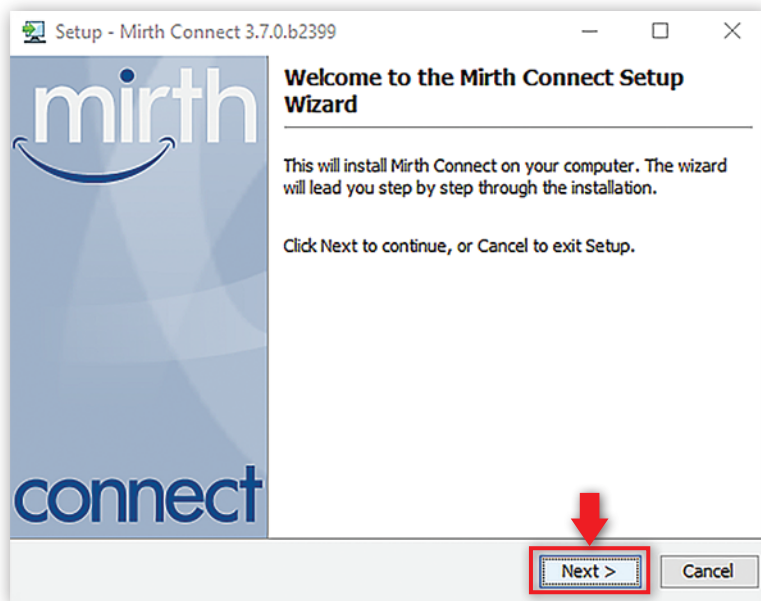 Setup - Mirth Connect 3.7.0.b2399
mirth
connect
Welcome to the Mirth Connect Setup
Wizard
This will install Mirth Connect on your computer. The wizard
will lead you step by step through the installation.
Click Next to continue, or Cancel to exit Setup.
Next >
Cancel